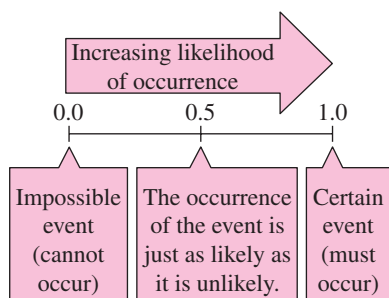 Increasing likelihood
of occurrence
0.0 0.5 1.0
Impossible
event
(cannot
occur)
The occurrence
of the event is
just as likely as
it is unlikely.
Certain
event
(must
occur)